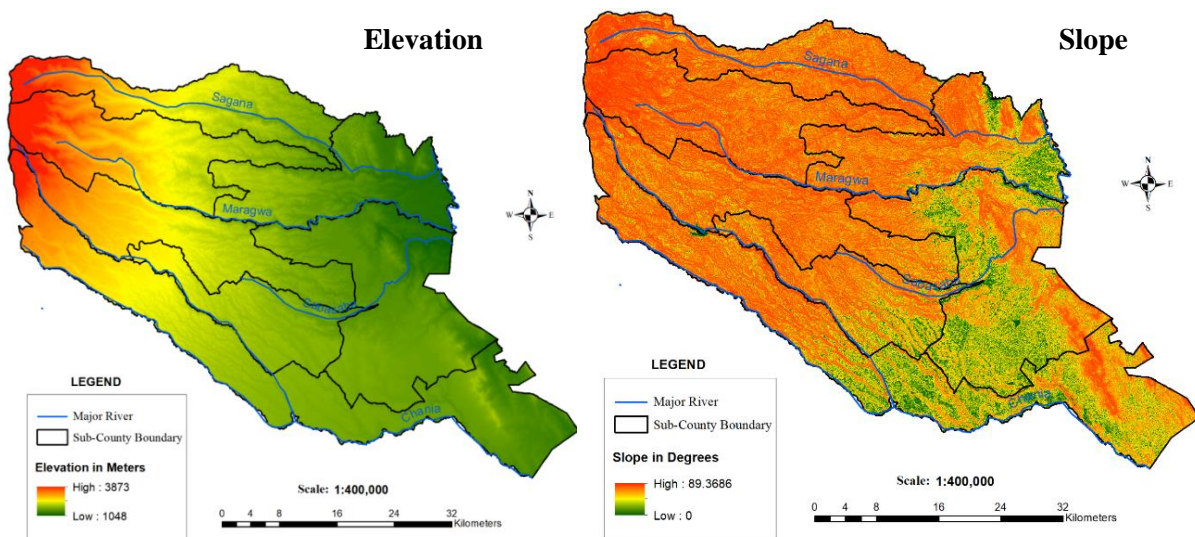 Elevation
Sagana
Maragwa
Chania
N
W
E
S
LEGEND
Major River
Sub-County Boundary
Elevation in Meters
High : 3873
Low : 1048
Scale: 1:400,000
0 4 8 16 24 32
Kilometers
Slope
Sagana
Maragwa
Chania
N
W
E
S
LEGEND
Major River
Sub-County Boundary
Slope in Degrees
High : 89.3686
Low : 0
Scale: 1:400,000
0 4 8 16 24 32
Kilometers